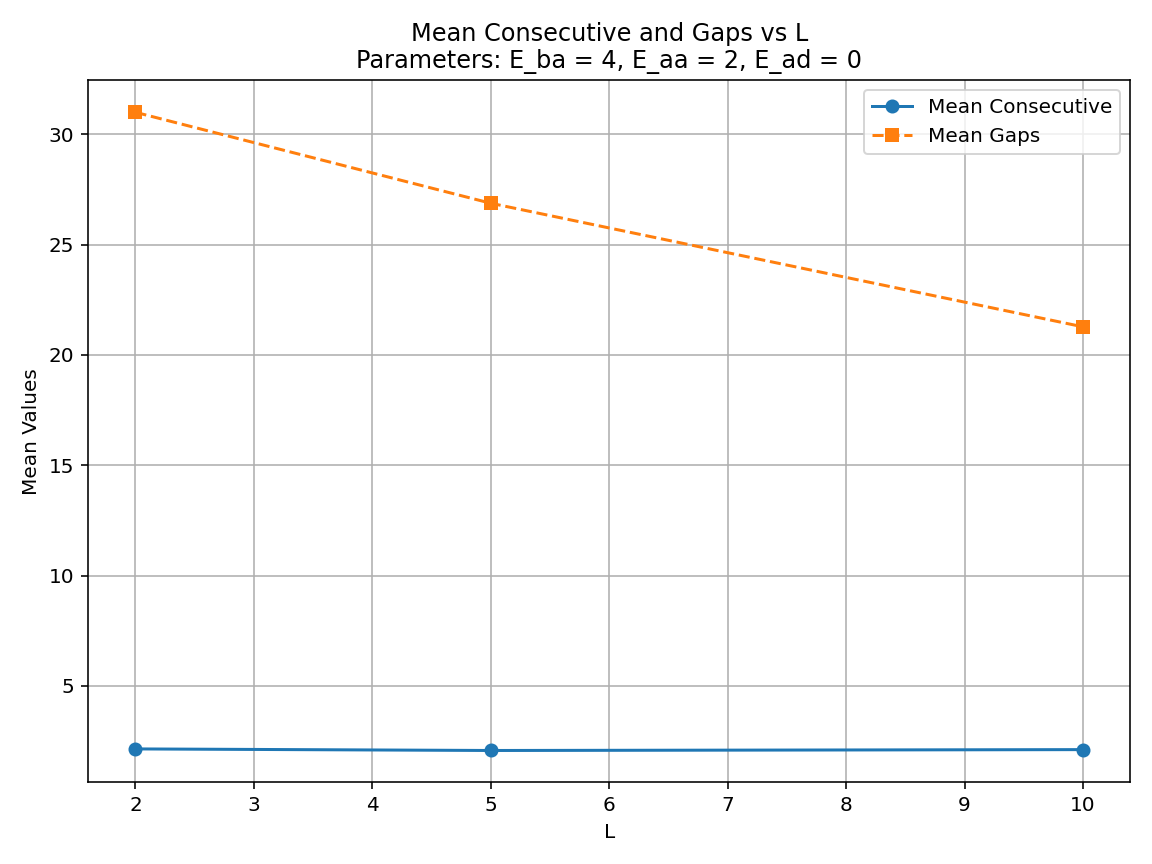 Mean Consecutive and Gaps vs L
Parameters: E_ba = 4, E_aa = 2, E_ad = 0
Mean Consecutive
Mean Gaps
Mean Values
30
25
20
15
10
5
2 3 4 5 6 7 8 9 10
L